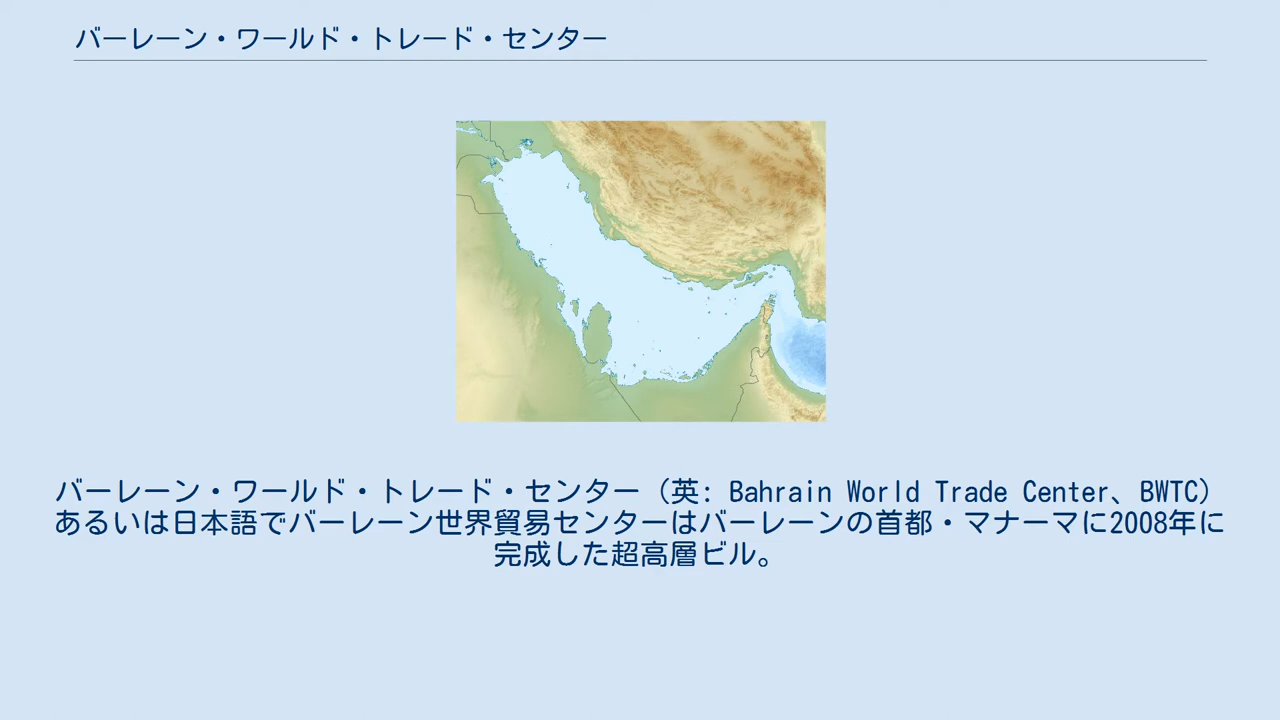 バーレーン・ワールド・トレード・センター
バーレーン・ワールド・トレード・センター（英: Bahrain World Trade Center、BWTC）
あるいは日本語でバーレーン世界貿易センターはバーレーンの首都・マナーマに2008年に
完成した超高層ビル。